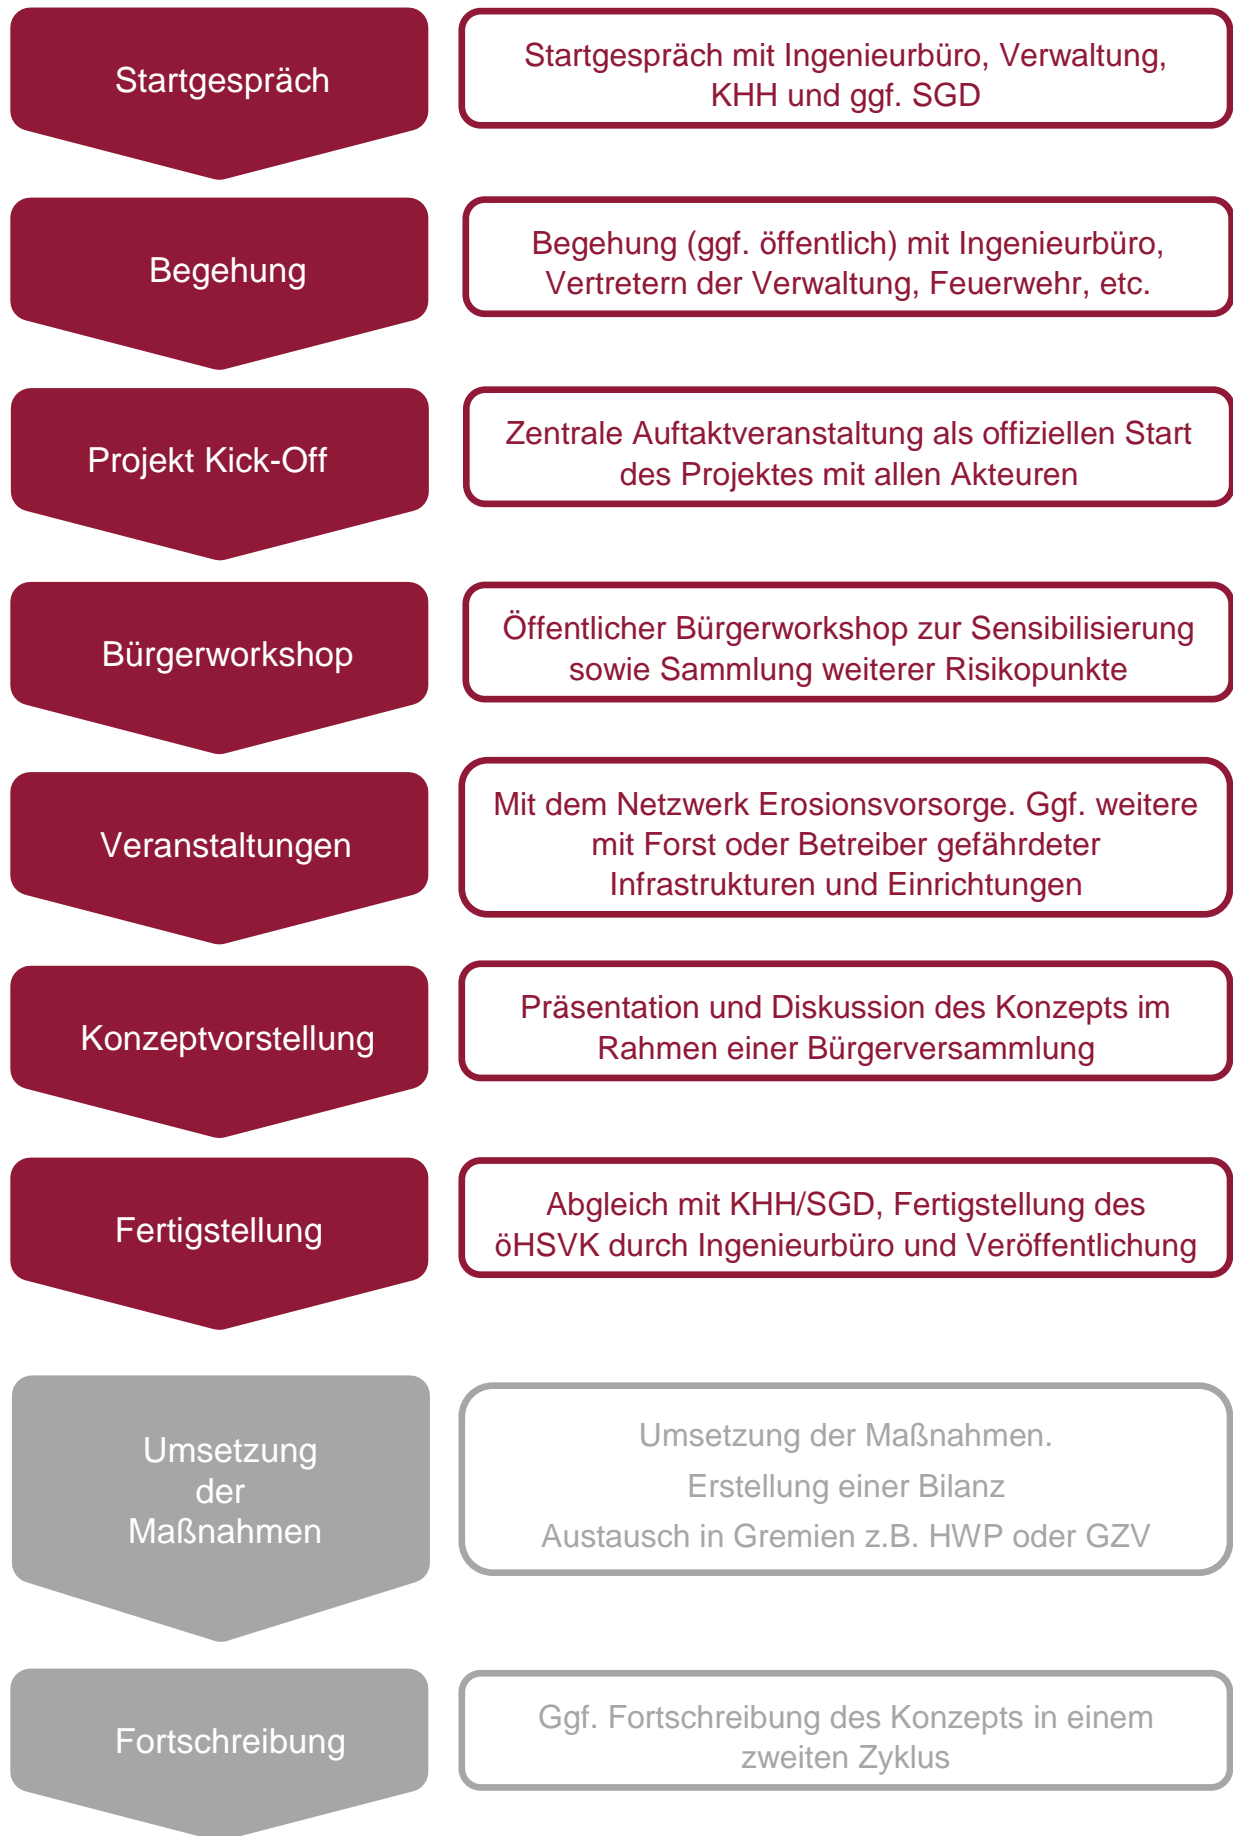 Startgespräch
Startgespräch mit Ingenieurbüro, Verwaltung,
KHH und ggf. SGD
Begehung
Begehung (ggf. öffentlich) mit Ingenieurbüro,
Vertretern der Verwaltung, Feuerwehr, etc.
Projekt Kick-Off
Zentrale Auftaktveranstaltung als offiziellen Start
des Projektes mit allen Akteuren
Bürgerworkshop
Öffentlicher Bürgerworkshop zur Sensibilisierung
sowie Sammlung weiterer Risikopunkte
Veranstaltungen
Mit dem Netzwerk Erosionsvorsorge. Ggf. weitere
mit Forst oder Betreiber gefährdeter
Infrastrukturen und Einrichtungen
Konzeptvorstellung
Präsentation und Diskussion des Konzepts im
Rahmen einer Bürgerversammlung
Fertigstellung
Abgleich mit KHH/SGD, Fertigstellung des
öHSVK durch Ingenieurbüro und Veröffentlichung
Umsetzung
der
Maßnahmen
Umsetzung der Maßnahmen.
Erstellung einer Bilanz
Austausch in Gremien z.B. HWP oder GZV
Fortschreibung
Ggf. Fortschreibung des Konzepts in einem
zweiten Zyklus